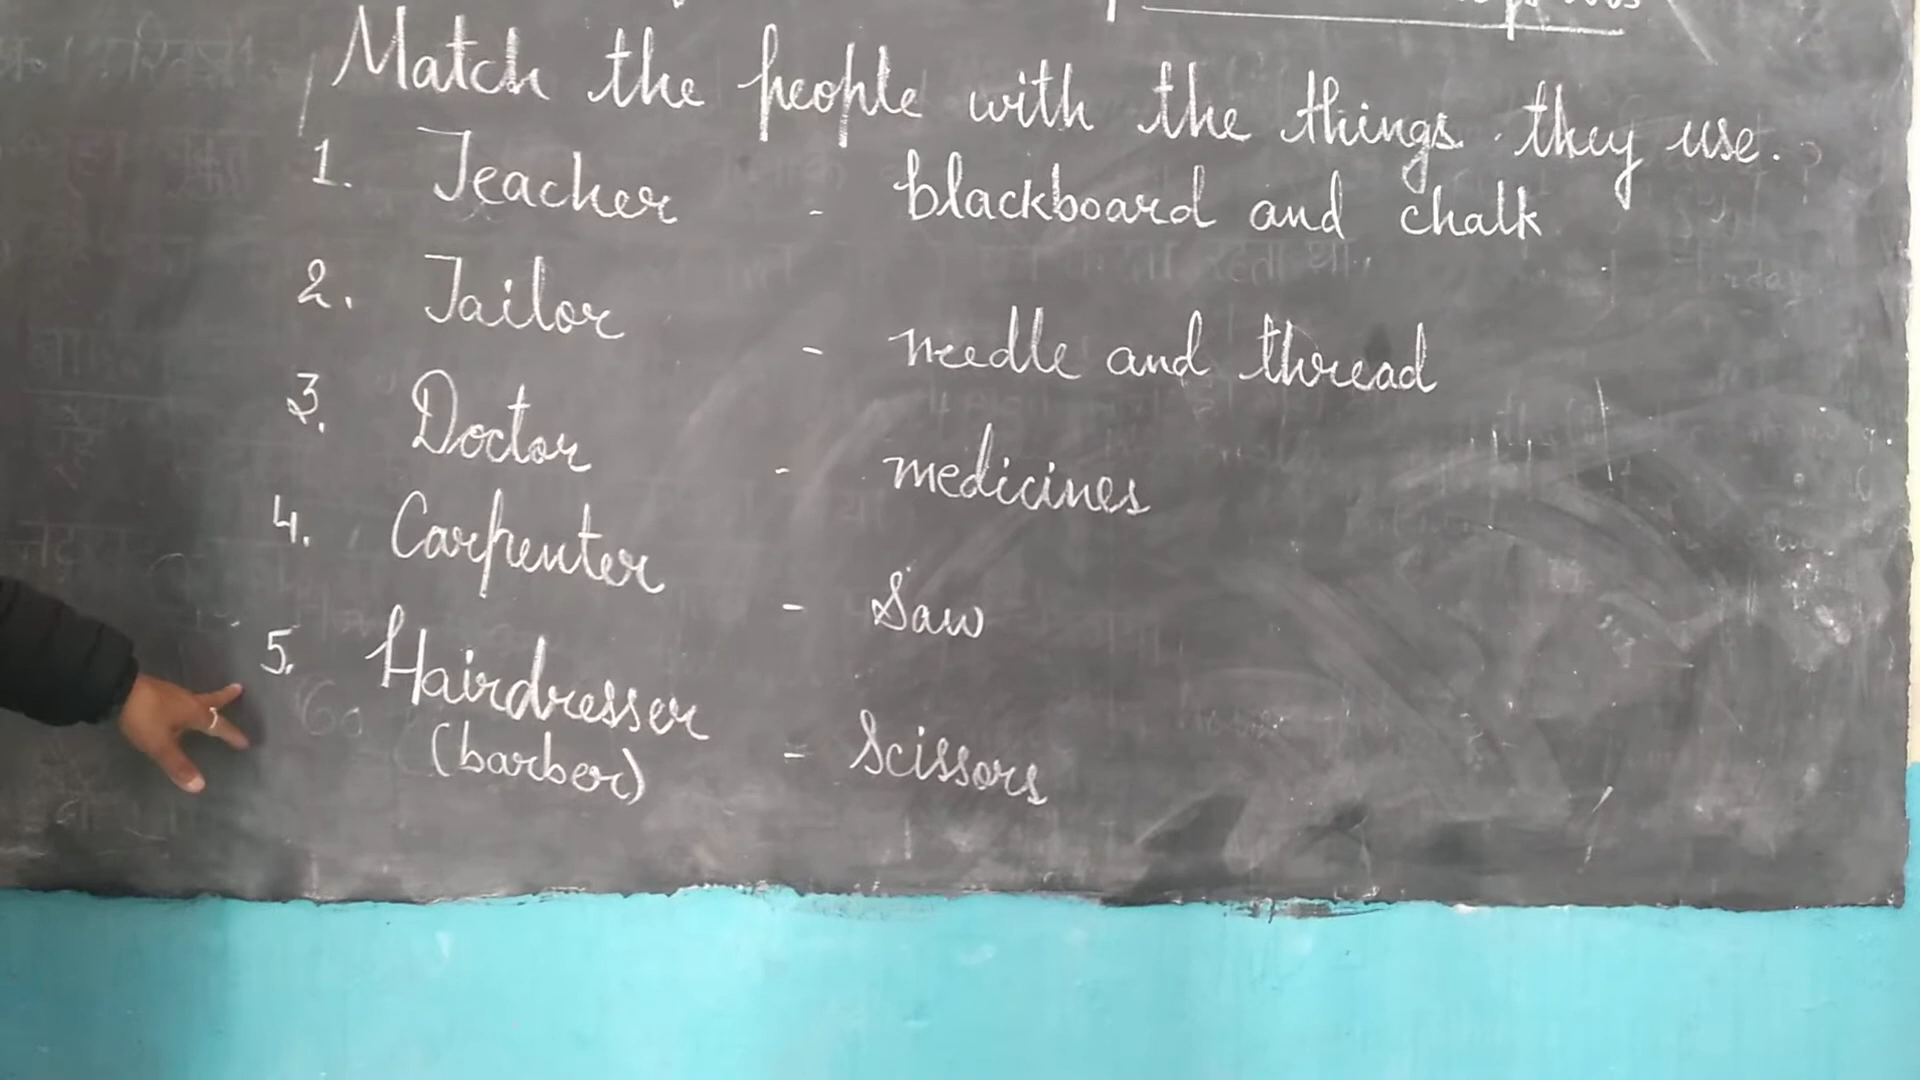 Match the people with the things they use.
1. Teacher - blackboard and chalk
2. Tailor - needle and thread
3. Doctor - medicines
4. Carpenter - Saw
5. Hairdresser
(barber) - Scissors